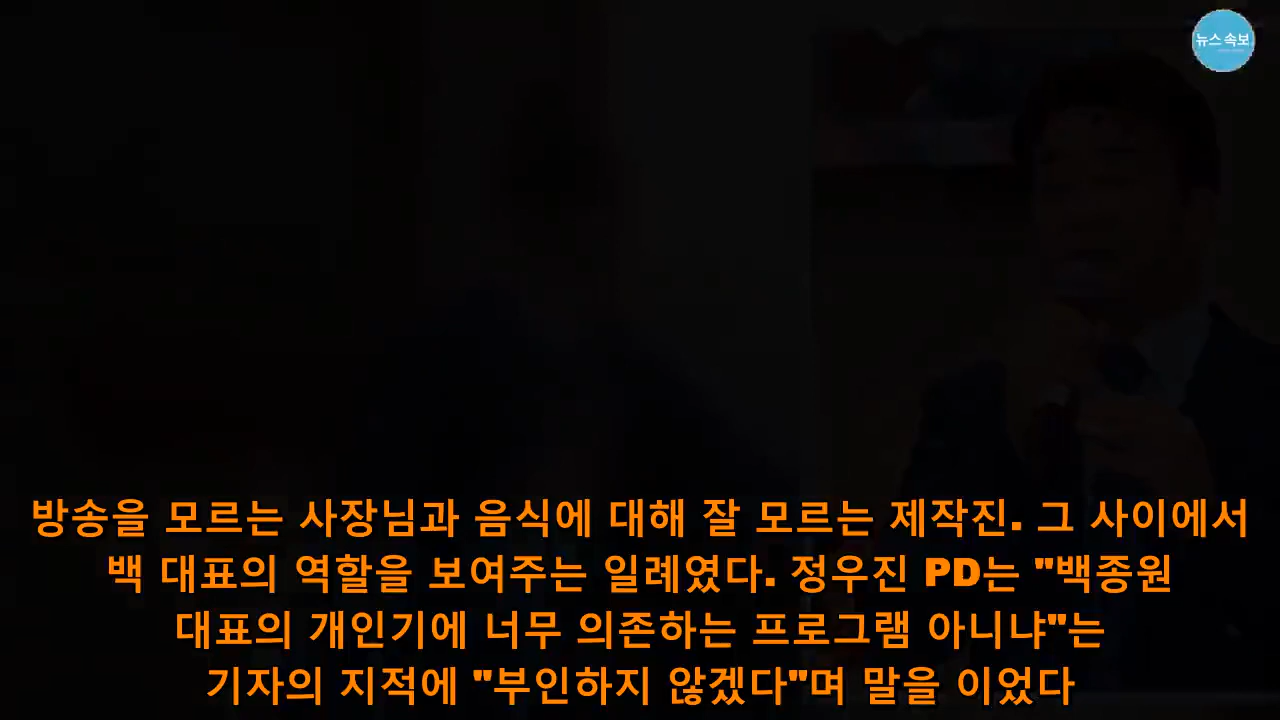 뉴스 속보
방송을 모르는 사장님과 음식에 대해 잘 모르는 제작진. 그 사이에서
백 대표의 역할을 보여주는 일례였다. 정우진 PD는 "백종원
대표의 개인기에 너무 의존하는 프로그램 아니냐"는
기자의 지적에 "부인하지 않겠다"며 말을 이었다